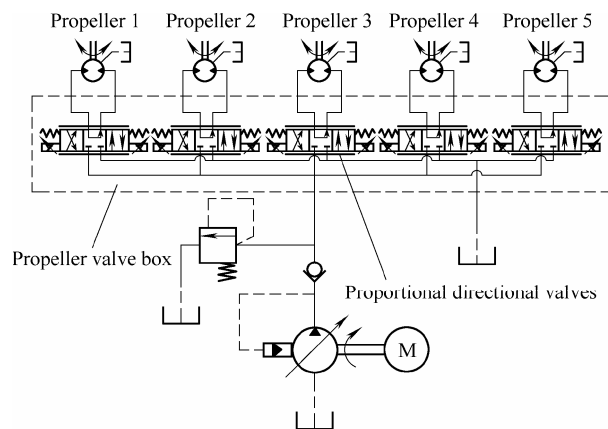 Propeller 1 Propeller 2 Propeller 3 Propeller 4 Propeller 5
Propeller valve box
Proportional directional valves
M